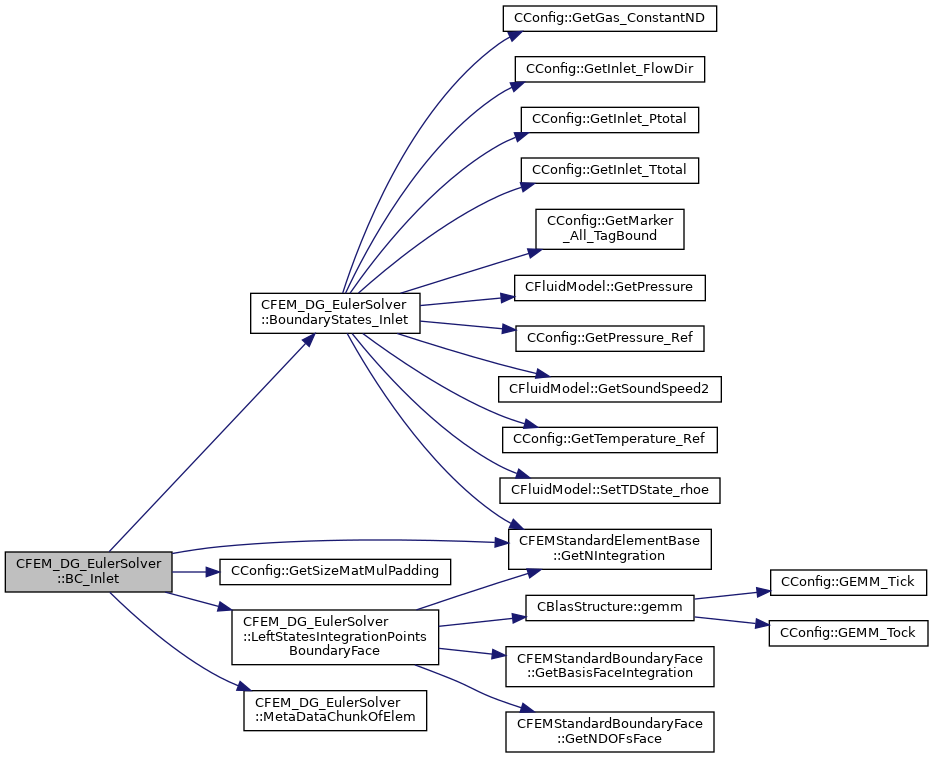 CConfig::GetGas_ConstantND
CConfig::GetInlet_FlowDir
CConfig::GetInlet_Ptotal
CConfig::GetInlet_Ttotal
CConfig::GetMarker
_All_TagBound
CFEM_DG_EulerSolver
::BoundaryStates_Inlet
CFluidModel::GetPressure
CConfig::GetPressure_Ref
CFluidModel::GetSoundSpeed2
CConfig::GetTemperature_Ref
CFluidModel::SetTDState_rhoe
CFEMStandardElementBase
::GetNIntegration
CFEM_DG_EulerSolver
::BC_Inlet
CConfig::GetSizeMatMulPadding
CFEM_DG_EulerSolver
::LeftStatesIntegrationPoints
BoundaryFace
CBlasStructure::gemm
CConfig::GEMM_Tick
CConfig::GEMM_Tock
CFEMStandardBoundaryFace
::GetBasisFaceIntegration
CFEM_DG_EulerSolver
::MetaDataChunkOfElem
CFEMStandardBoundaryFace
::GetNDOFsFace